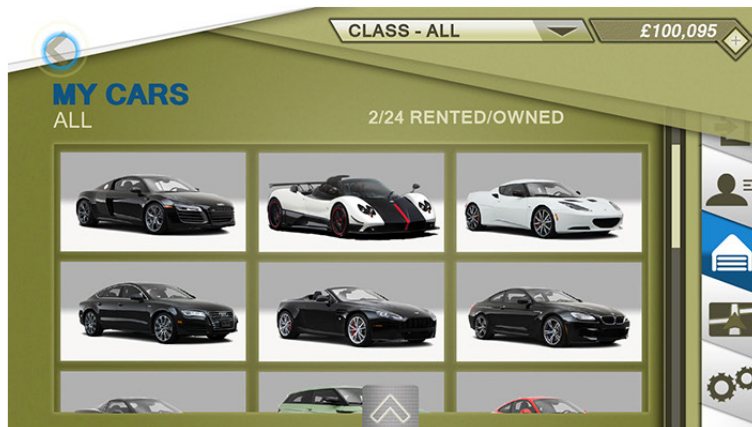 CLASS - ALL
£100,095
MY CARS
ALL
2/24 RENTED/OWNED